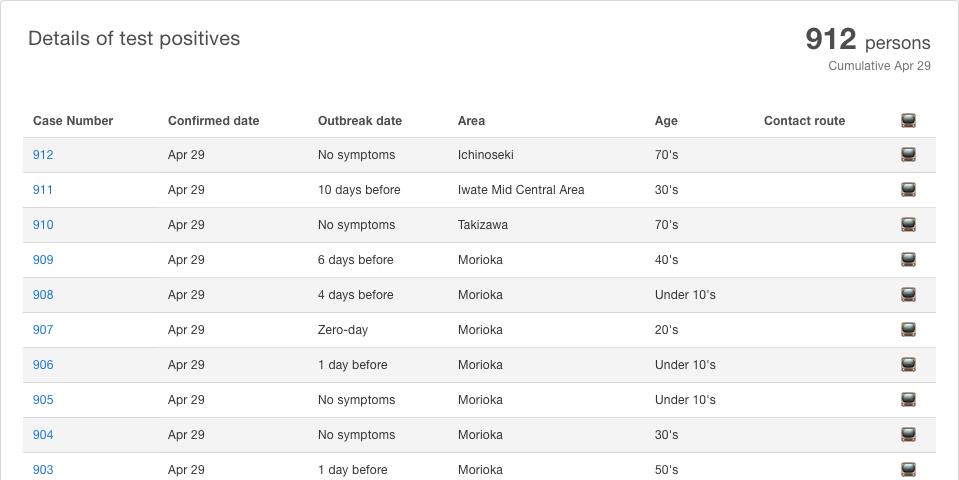 Details of test positives
912 persons
Cumulative Apr 29
Case Number Confirmed date Outbreak date Area Age Contact route
912 Apr 29 No symptoms Ichinoseki 70's
911 Apr 29 10 days before Iwate Mid Central Area 30's
910 Apr 29 No symptoms Takizawa 70's
909 Apr 29 6 days before Morioka 40's
908 Apr 29 4 days before Morioka Under 10's
907 Apr 29 Zero-day Morioka 20's
906 Apr 29 1 day before Morioka Under 10's
905 Apr 29 No symptoms Morioka Under 10's
904 Apr 29 No symptoms Morioka 30's
903 Apr 29 1 day before Morioka 50's